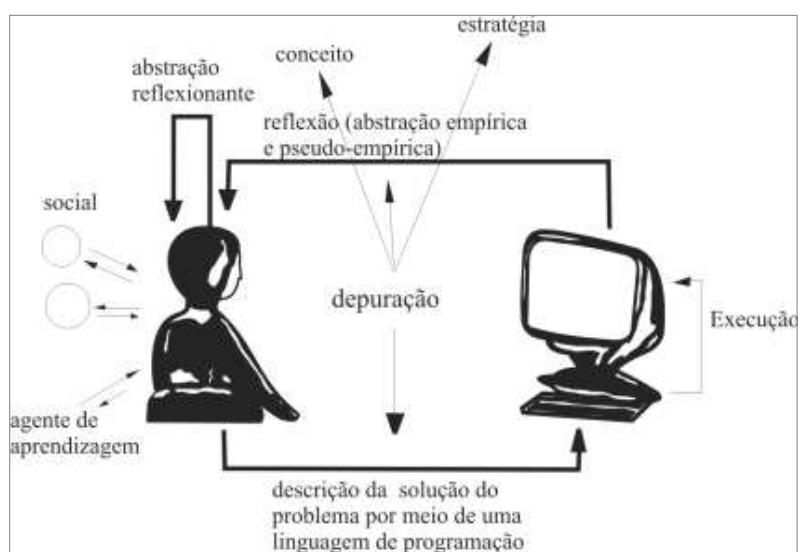 estratégia
conceito
abstração
reflexionante
reflexão (abstração empírica
e pseudo-empírica)
social
depuração
Execução
agente de
aprendizagem
descrição da solução do
problema por meio de uma
linguagem de programação